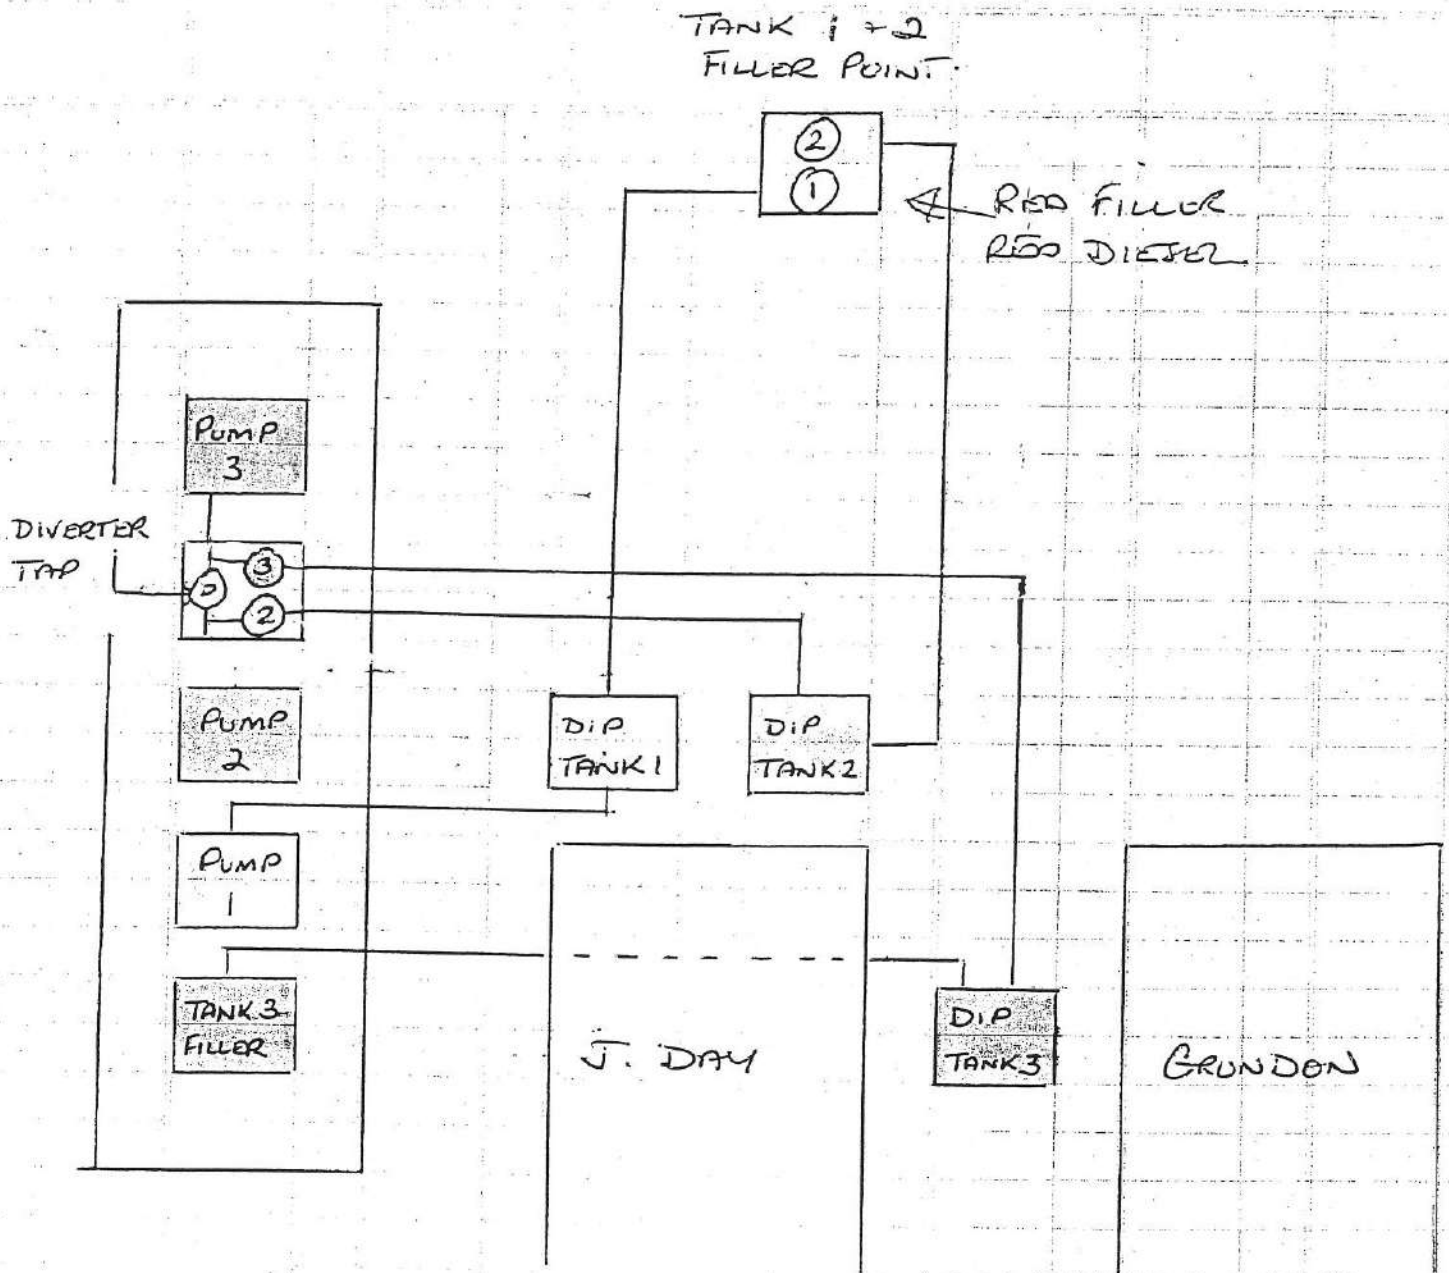 TANK 1 + 2
FILLER POINT.
2
1
RED FILLER
RED DIESEL
PUMP
3
DIVERTER
TAP
3
D
2
PUMP
2
DIP
TANK 1
DIP
TANK 2
PUMP
1
TANK 3
FILLER
J. DAY
DIP
TANK 3
GRUNDON